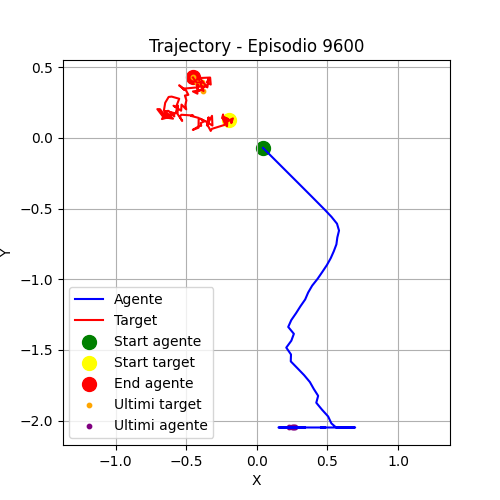 Trajectory - Episodio 9600
0.5
0.0
−0.5
−1.0
−1.5
−2.0
Y
Agente
Target
Start agente
Start target
End agente
Ultimi target
Ultimi agente
−1.0
−0.5
0.0
0.5
1.0
X